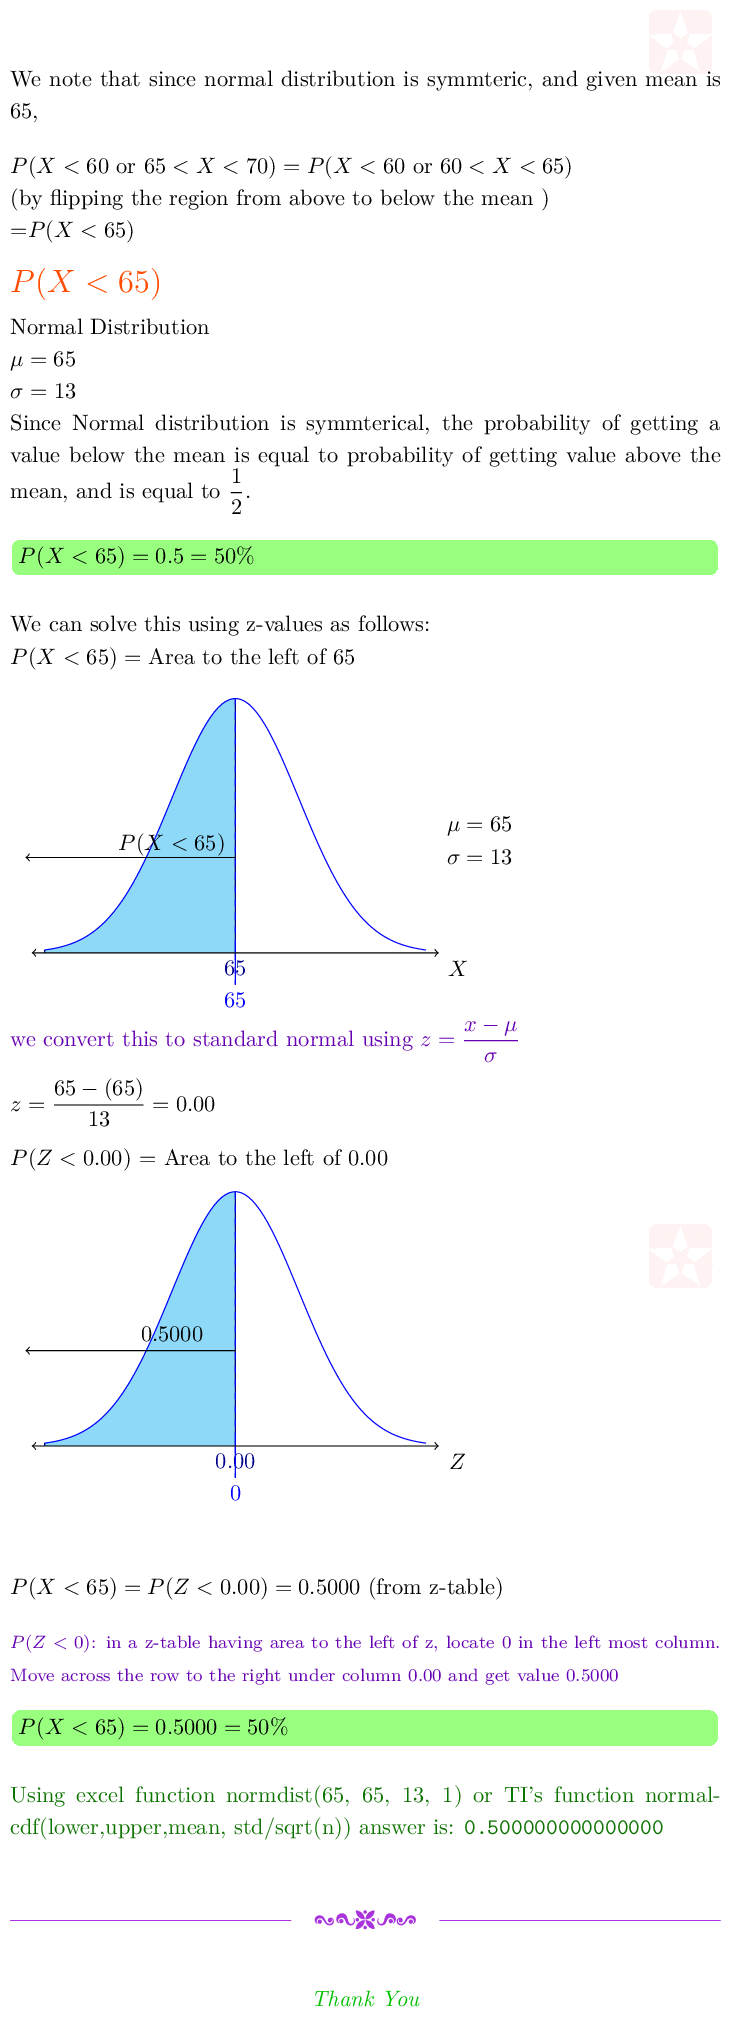 We note that since normal distribution is symmteric, and given mean is
65,
P(X < 60 or 65 < X < 70) = P(X < 60 or 60 < X < 65)
(by flipping the region from above to below the mean )
=P(X < 65)
P(X < 65)
Normal Distribution
μ = 65
σ = 13
Since Normal distribution is symmterical, the probability of getting a
value below the mean is equal to probability of getting value above the
mean, and is equal to 1/2.
P(X < 65) = 0.5 = 50%
We can solve this using z-values as follows:
P(X < 65) = Area to the left of 65
μ = 65
P(X < 65)
σ = 13
65
X
65
we convert this to standard normal using z = (x − μ)/σ
z = (65 − (65))/13 = 0.00
P(Z < 0.00) = Area to the left of 0.00
0.5000
0.00
Z
0
P(X < 65) = P(Z < 0.00) = 0.5000 (from z-table)
P(Z < 0): in a z-table having area to the left of z, locate 0 in the left most column.
Move across the row to the right under column 0.00 and get value 0.5000
P(X < 65) = 0.5000 = 50%
Using excel function normdist(65, 65, 13, 1) or TI's function normal-
cdf(lower,upper,mean, std/sqrt(n)) answer is: 0.500000000000000
Thank You